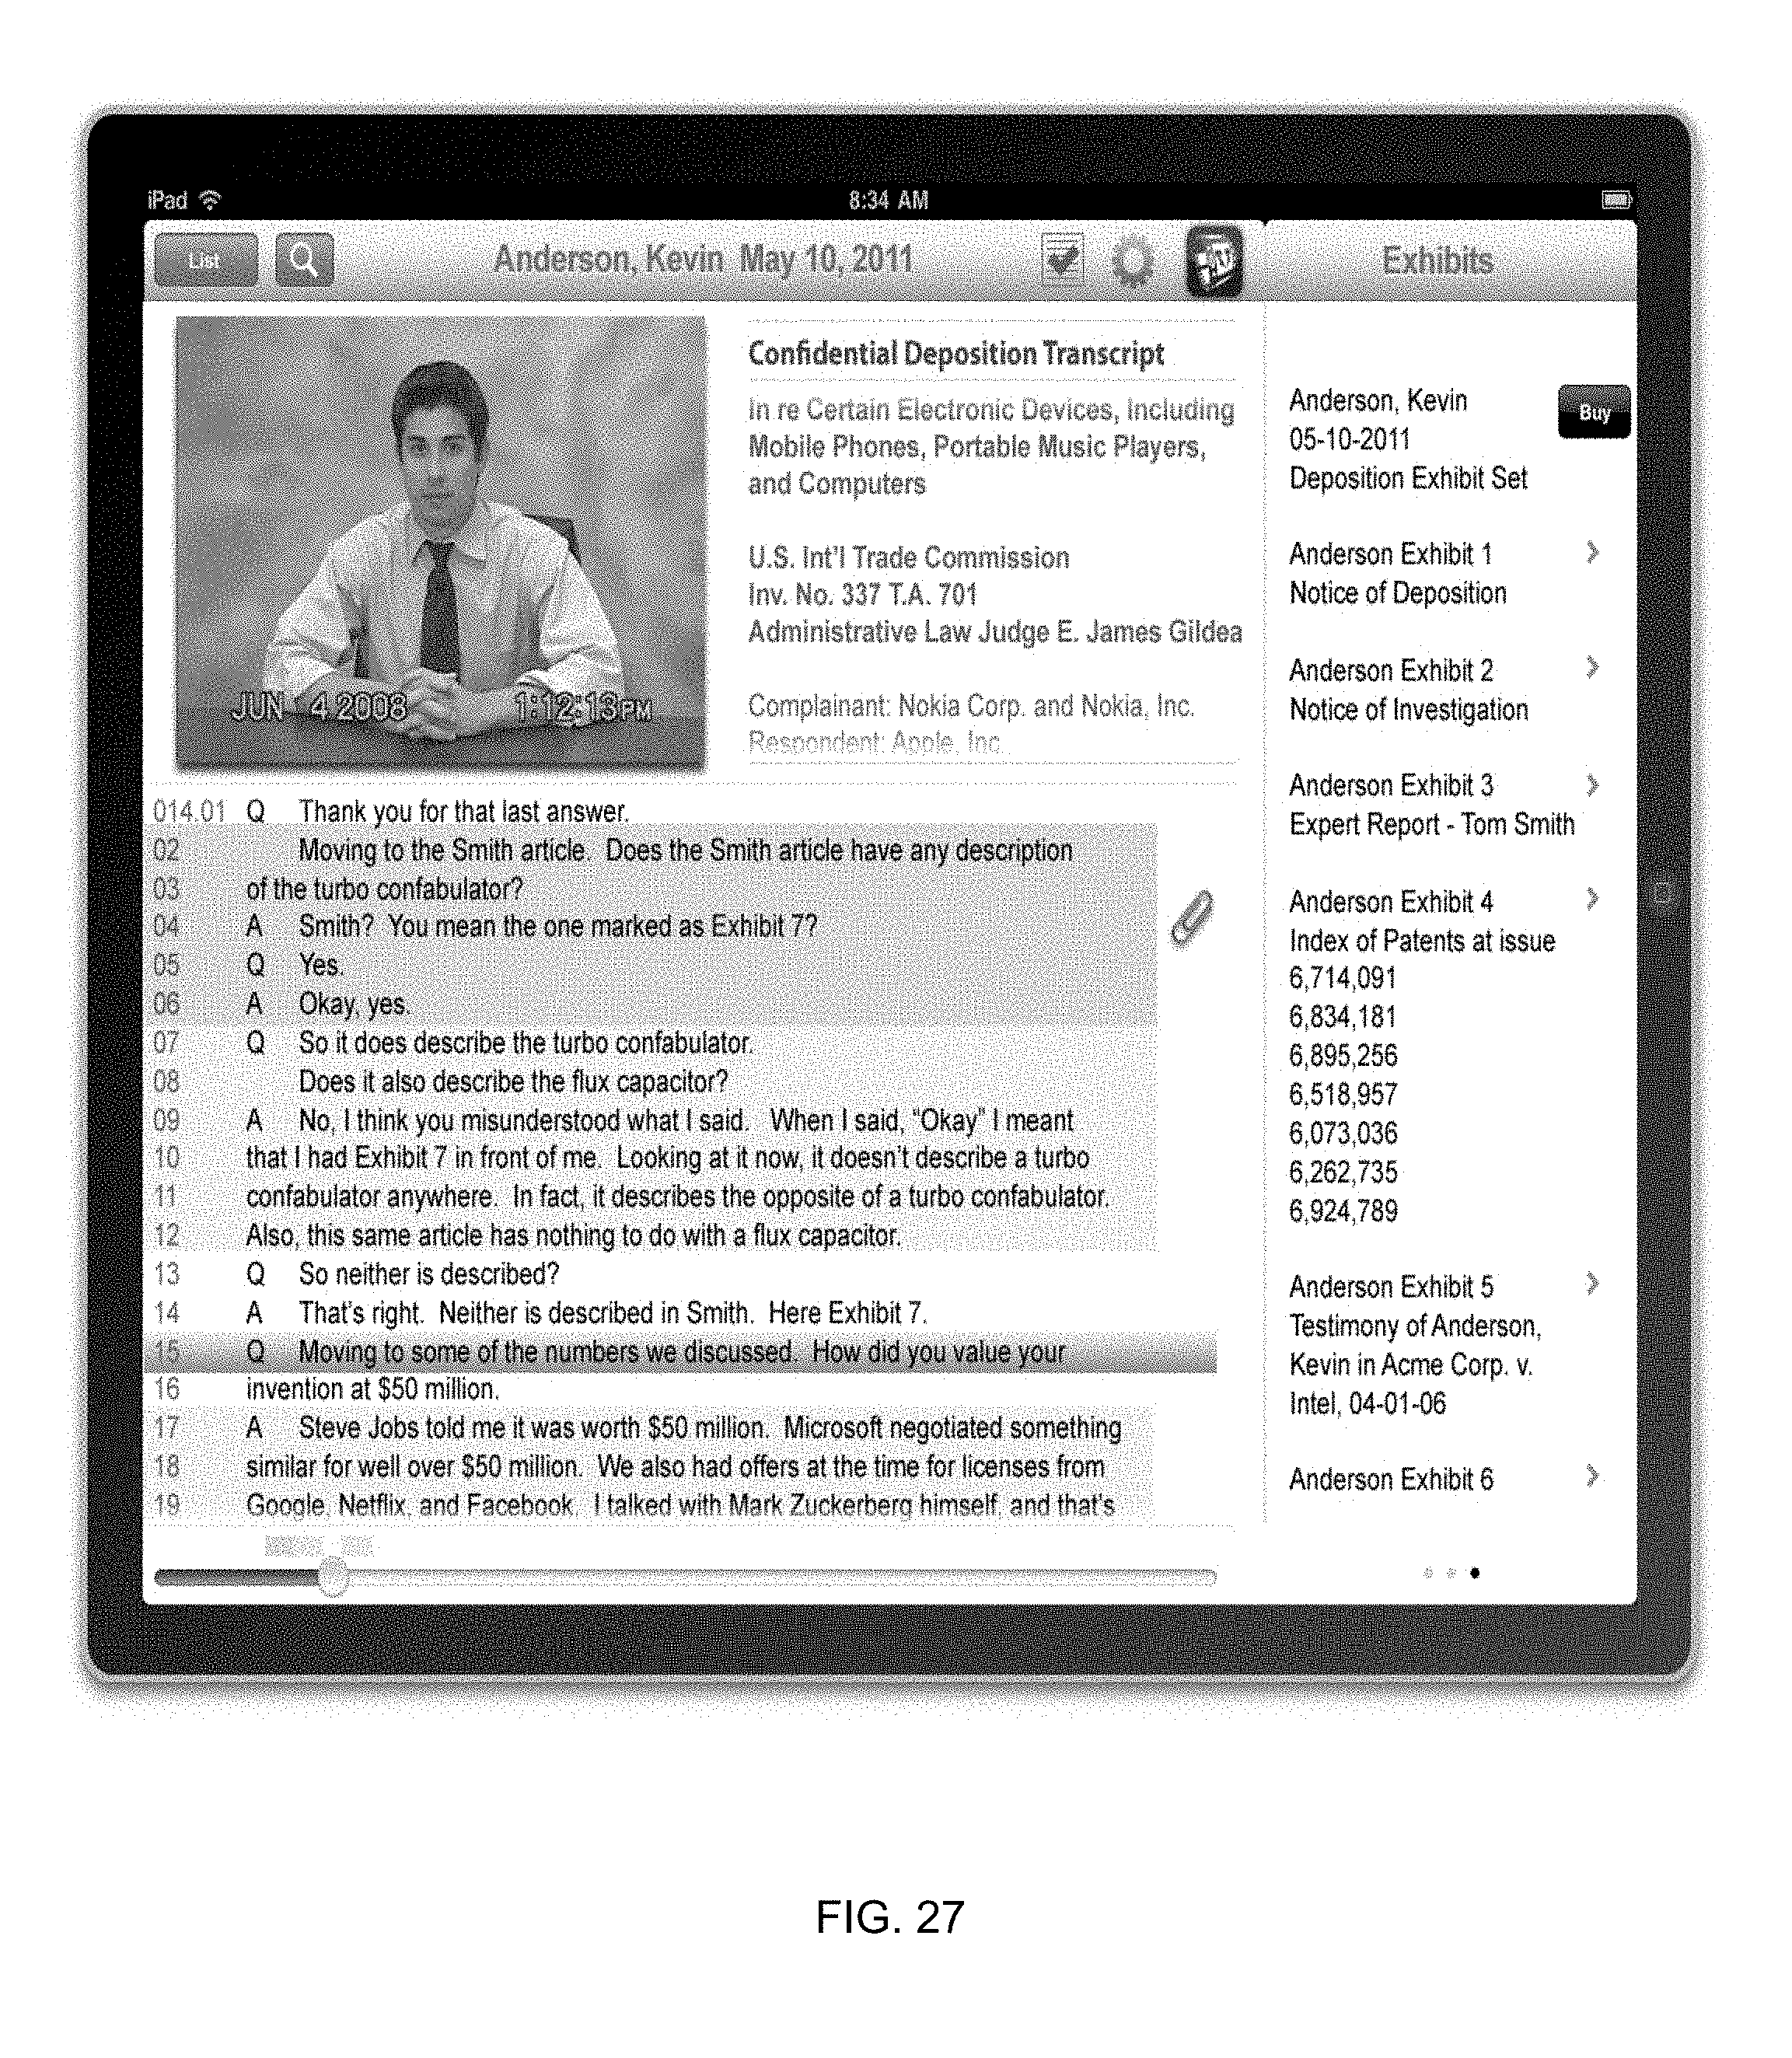 iPad
8:34 AM
List
Anderson, Kevin May 10, 2011
Exhibits
JUN 4 2008 1:12:13PM
Confidential Deposition Transcript
In re Certain Electronic Devices, Including
Mobile Phones, Portable Music Players,
and Computers
U.S. Int'l Trade Commission
Inv. No. 337 T.A. 701
Administrative Law Judge E. James Gildea
Complainant: Nokia Corp. and Nokia, Inc.
Respondent: Apple, Inc.
014.01 Q Thank you for that last answer.
02 Moving to the Smith article. Does the Smith article have any description
03 of the turbo confabulator?
04 A Smith? You mean the one marked as Exhibit 7?
05 Q Yes.
06 A Okay, yes.
07 Q So it does describe the turbo confabulator.
08 Does it also describe the flux capacitor?
09 A No, I think you misunderstood what I said. When I said, “Okay” I meant
10 that I had Exhibit 7 in front of me. Looking at it now, it doesn't describe a turbo
11 confabulator anywhere. In fact, it describes the opposite of a turbo confabulator.
12 Also, this same article has nothing to do with a flux capacitor.
13 Q So neither is described?
14 A That's right. Neither is described in Smith. Here Exhibit 7.
15 Q Moving to some of the numbers we discussed. How did you value your
16 invention at $50 million.
17 A Steve Jobs told me it was worth $50 million. Microsoft negotiated something
18 similar for well over $50 million. We also had offers at the time for licenses from
19 Google, Netflix, and Facebook. I talked with Mark Zuckerberg himself, and that's
Anderson, Kevin
05-10-2011
Deposition Exhibit Set
Buy
Anderson Exhibit 1
Notice of Deposition
Anderson Exhibit 2
Notice of Investigation
Anderson Exhibit 3
Expert Report - Tom Smith
Anderson Exhibit 4
Index of Patents at issue
6,714,091
6,834,181
6,895,256
6,518,957
6,073,036
6,262,735
6,924,789
Anderson Exhibit 5
Testimony of Anderson,
Kevin in Acme Corp. v.
Intel, 04-01-06
Anderson Exhibit 6
FIG. 27